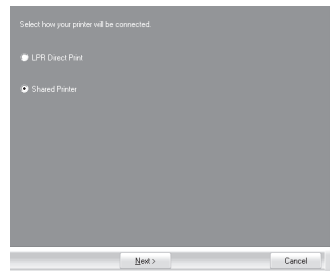 Select how your printer will be connected:
LPR Direct Print
Shared Printer
Next >
Cancel